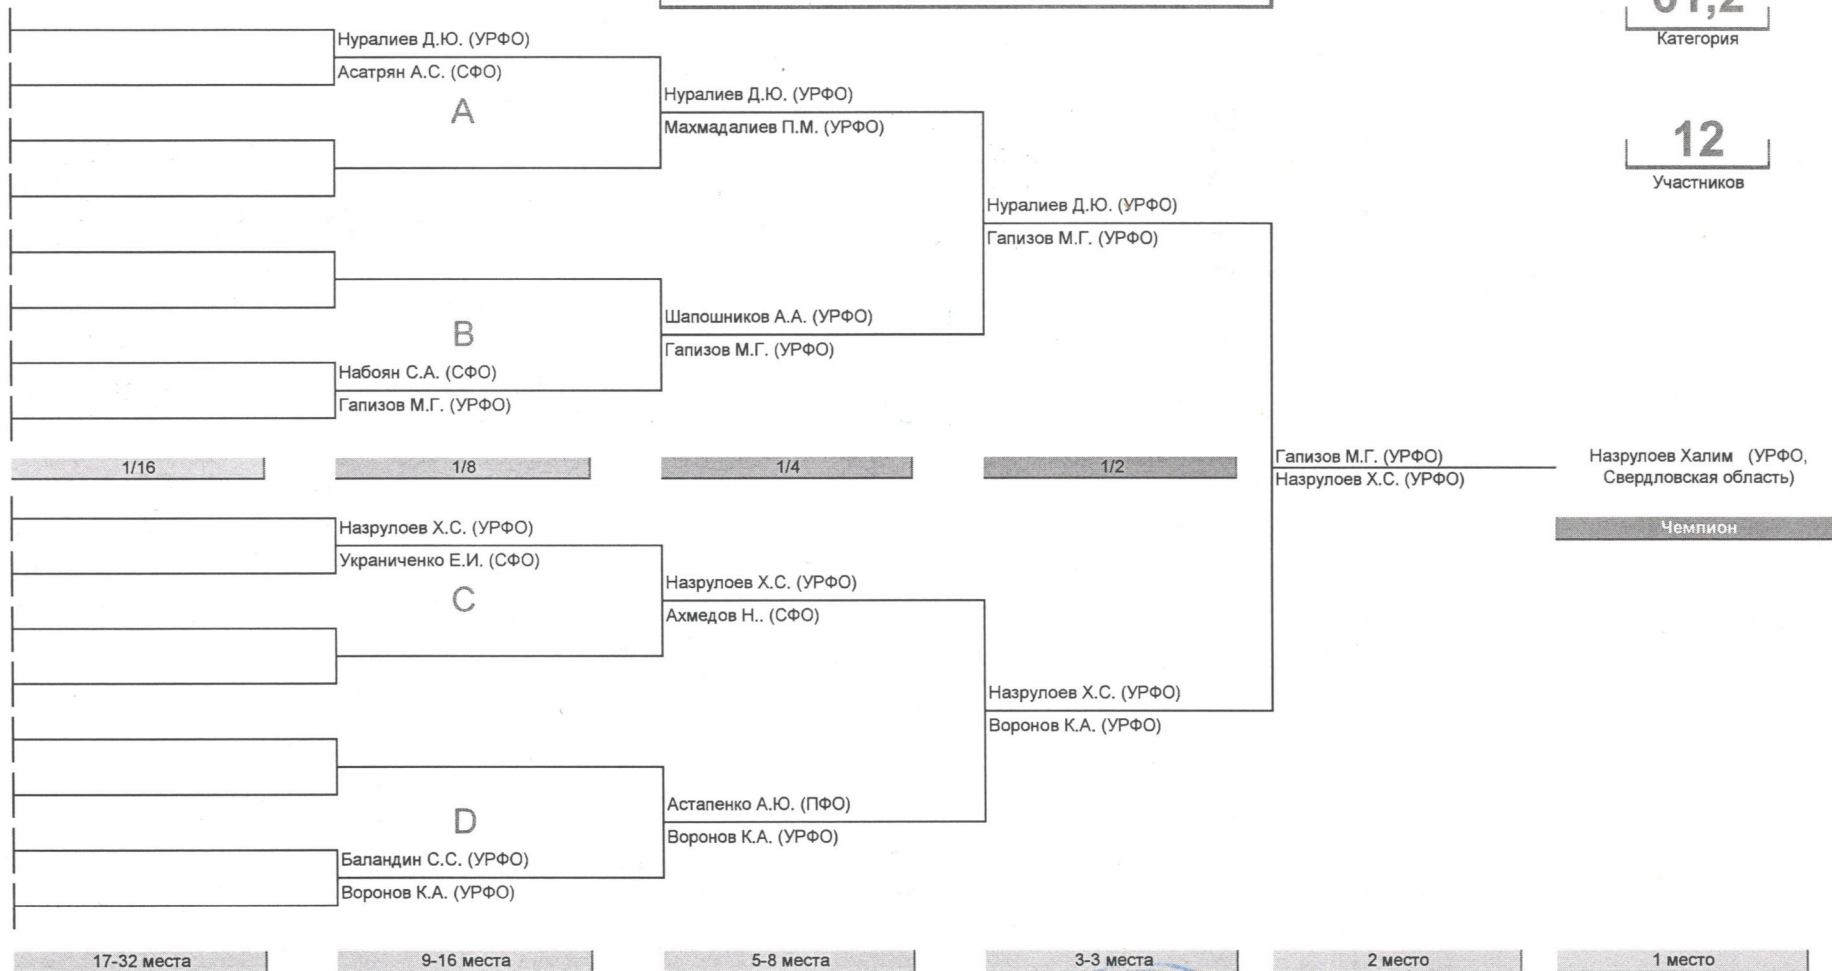 61,2
Категория
12
Участников
Нуралиев Д.Ю. (УРФО)
Асатрян А.С. (СФО)
A
Нуралиев Д.Ю. (УРФО)
Махмадалиев П.М. (УРФО)
Нуралиев Д.Ю. (УРФО)
Гапизов М.Г. (УРФО)
Шапошников А.А. (УРФО)
Гапизов М.Г. (УРФО)
B
Набоян С.А. (СФО)
Гапизов М.Г. (УРФО)
1/16
1/8
1/4
1/2
Гапизов М.Г. (УРФО)
Назрулоев Х.С. (УРФО)
Назрулоев Халим (УРФО,
Свердловская область)
Чемпион
Назрулоев Х.С. (УРФО)
Украниченко Е.И. (СФО)
C
Назрулоев Х.С. (УРФО)
Ахмедов Н.. (СФО)
Назрулоев Х.С. (УРФО)
Воронов К.А. (УРФО)
Астапенко А.Ю. (ПФО)
Воронов К.А. (УРФО)
D
Баландин С.С. (УРФО)
Воронов К.А. (УРФО)
17-32 места
9-16 места
5-8 места
3-3 места
2 место
1 место